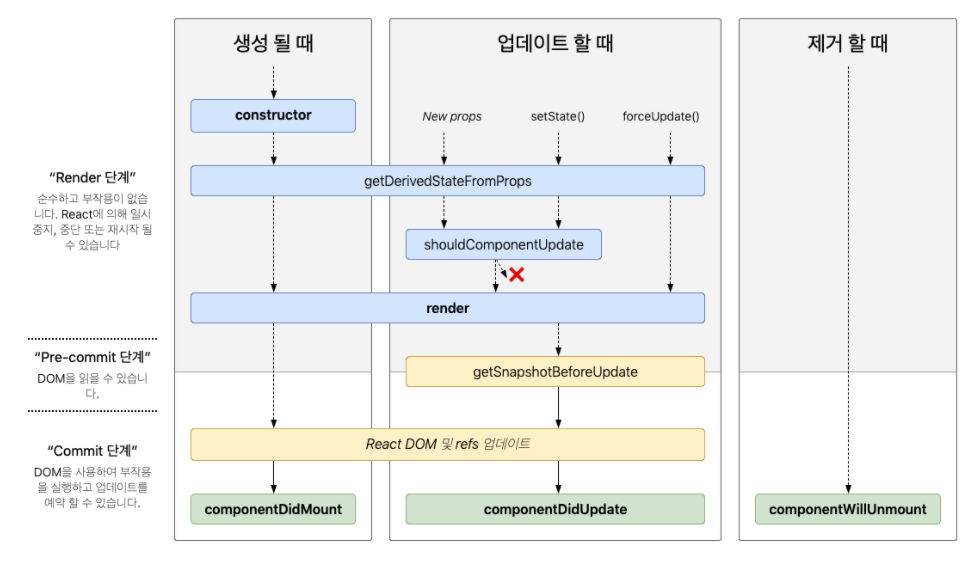 생성 될 때
업데이트 할 때
제거 할 때
constructor
New props
setState()
forceUpdate()
“Render 단계”
순수하고 부작용이 없습
니다. React에 의해 일시
중지, 중단 또는 재시작 될
수 있습니다
getDerivedStateFromProps
shouldComponentUpdate
render
“Pre-commit 단계”
DOM을 읽을 수 있습니
다.
getSnapshotBeforeUpdate
“Commit 단계”
DOM을 사용하여 부작용
을 실행하고 업데이트를
예약 할 수 있습니다.
React DOM 및 refs 업데이트
componentDidMount
componentDidUpdate
componentWillUnmount